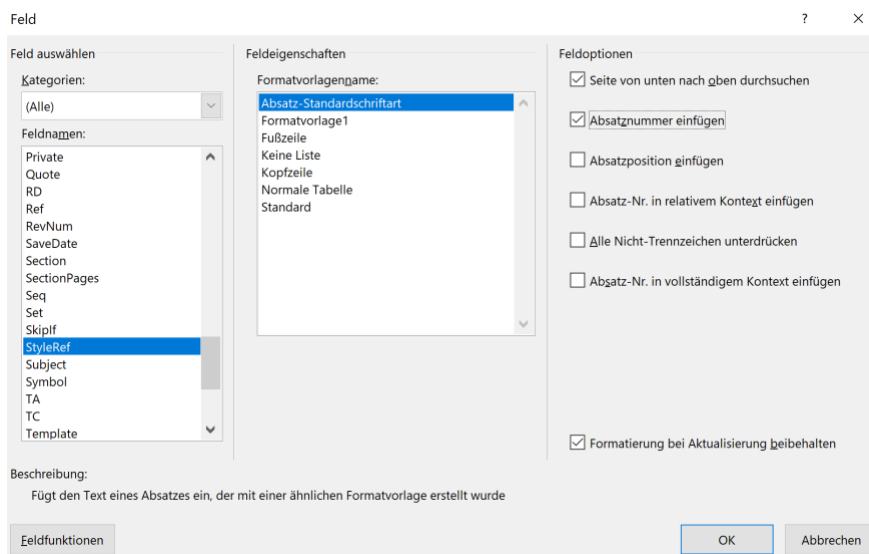 Feld
?
Feld auswählen
Kategorien:
(Alle)
Feldnamen:
Private
Quote
RD
Ref
RevNum
SaveDate
Section
SectionPages
Seq
Set
SkipIf
StyleRef
Subject
Symbol
TA
TC
Template
Feldeigenschaften
Formatvorlagenname:
Absatz-Standardschriftart
Formatvorlage1
Fußzeile
Keine Liste
Kopfzeile
Normale Tabelle
Standard
Feldoptionen
Seite von unten nach oben durchsuchen
Absatznummer einfügen
Absatzposition einfügen
Absatz-Nr. in relativem Kontext einfügen
Alle Nicht-Trennzeichen unterdrücken
Absatz-Nr. in vollständigem Kontext einfügen
Formatierung bei Aktualisierung beibehalten
Beschreibung:
Fügt den Text eines Absatzes ein, der mit einer ähnlichen Formatvorlage erstellt wurde
Feldfunktionen
OK
Abbrechen